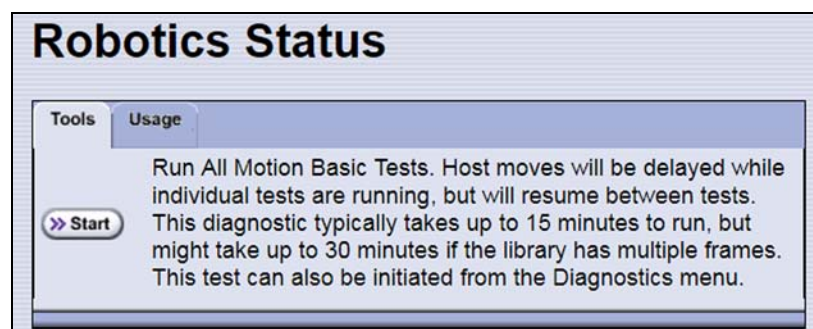 Robotics Status
Tools Usage
Run All Motion Basic Tests. Host moves will be delayed while
individual tests are running, but will resume between tests.
» Start
This diagnostic typically takes up to 15 minutes to run, but
might take up to 30 minutes if the library has multiple frames.
This test can also be initiated from the Diagnostics menu.